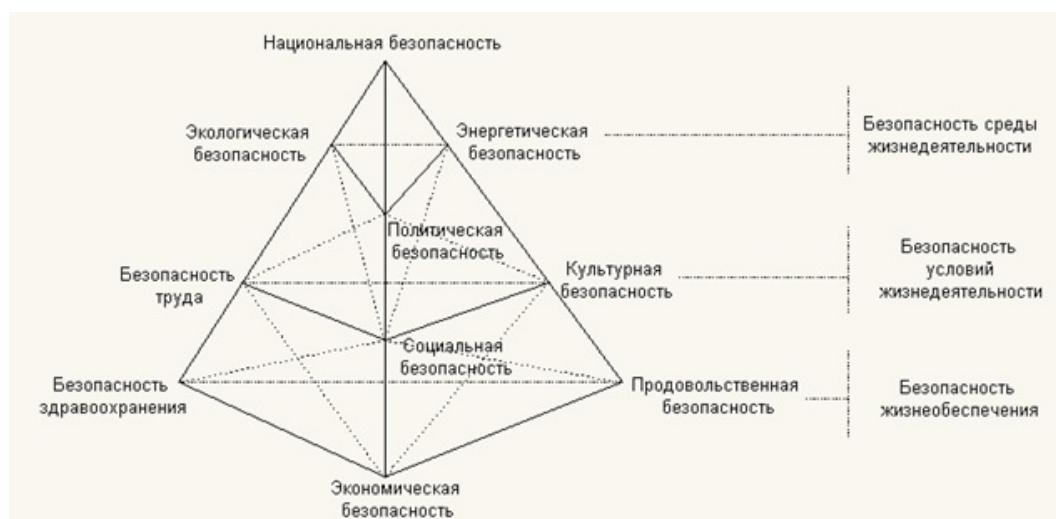 Национальная безопасность
Экологическая
безопасность
Энергетическая
безопасность
Безопасность среды
жизнедеятельности
Политическая
безопасность
Безопасность
труда
Культурная
безопасность
Безопасность
условий
жизнедеятельности
Социальная
безопасность
Безопасность
здравоохранения
Продовольственная
безопасность
Безопасность
жизнеобеспечения
Экономическая
безопасность